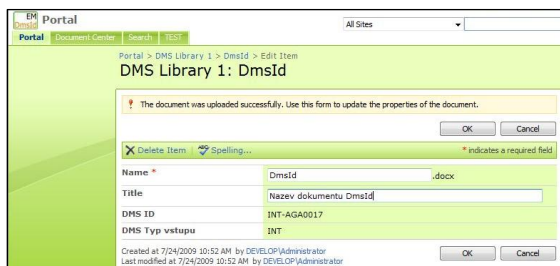 EM
DmsId
Portal
All Sites
Portal Document Center Search TEST
Portal > DMS Library 1 > DmsId > Edit Item
DMS Library 1: DmsId
The document was uploaded successfully. Use this form to update the properties of the document.
OK Cancel
Delete Item | ABC Spelling... * indicates a required field
Name * DmsId .docx
Title Nazev dokumentu DmsId
DMS ID INT-AGA0017
DMS Typ vstupu INT
Created at 7/24/2009 10:52 AM by DEVELOP\Administrator
Last modified at 7/24/2009 10:52 AM by DEVELOP\Administrator
OK Cancel